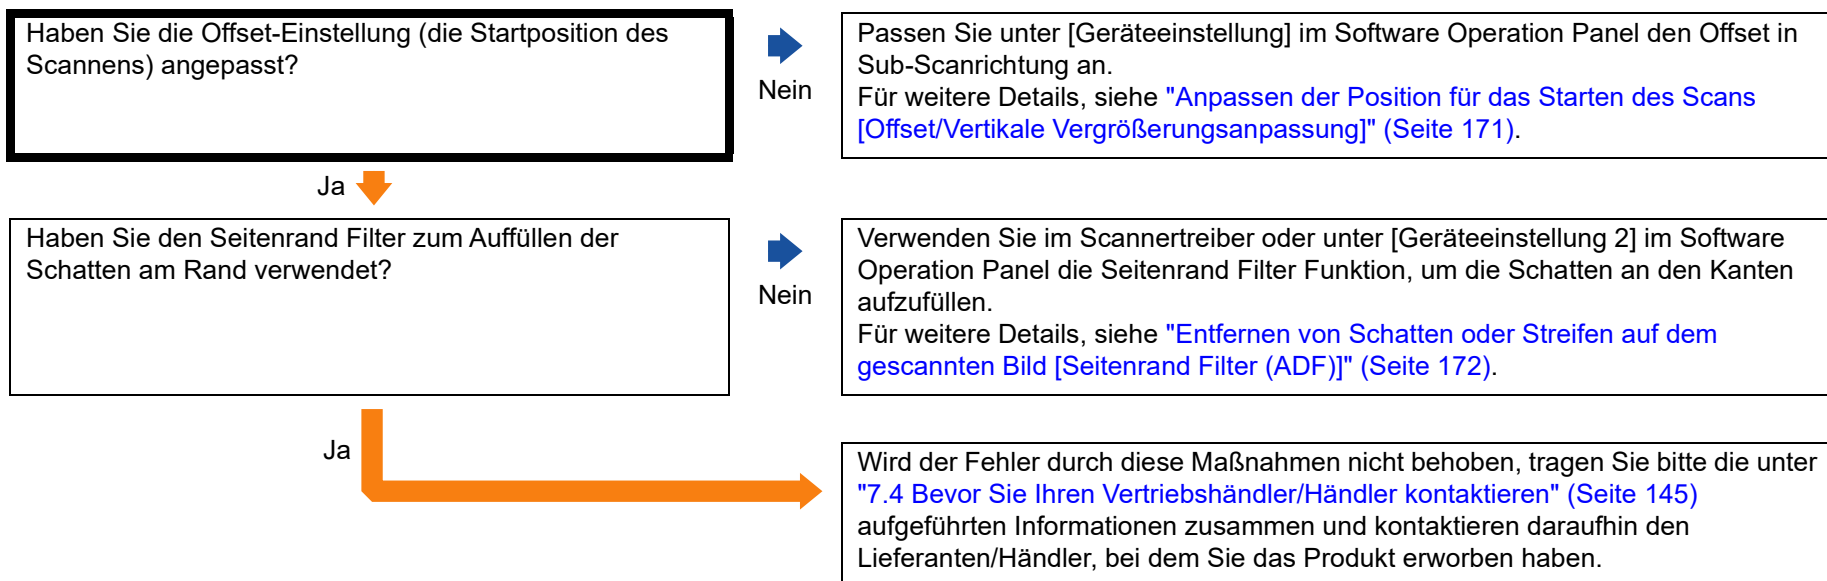 Haben Sie die Offset-Einstellung (die Startposition des
Scannens) angepasst?
Nein
Passen Sie unter [Geräteeinstellung] im Software Operation Panel den Offset in
Sub-Scanrichtung an.
Für weitere Details, siehe "Anpassen der Position für das Starten des Scans
[Offset/Vertikale Vergrößerungsanpassung]" (Seite 171).
Ja
Haben Sie den Seitenrand Filter zum Auffüllen der
Schatten am Rand verwendet?
Nein
Verwenden Sie im Scannertreiber oder unter [Geräteeinstellung 2] im Software
Operation Panel die Seitenrand Filter Funktion, um die Schatten an den Kanten
aufzufüllen.
Für weitere Details, siehe "Entfernen von Schatten oder Streifen auf dem
gescannten Bild [Seitenrand Filter (ADF)]" (Seite 172).
Ja
Wird der Fehler durch diese Maßnahmen nicht behoben, tragen Sie bitte die unter
"7.4 Bevor Sie Ihren Vertriebshändler/Händler kontaktieren" (Seite 145)
aufgeführten Informationen zusammen und kontaktieren daraufhin den
Lieferanten/Händler, bei dem Sie das Produkt erworben haben.